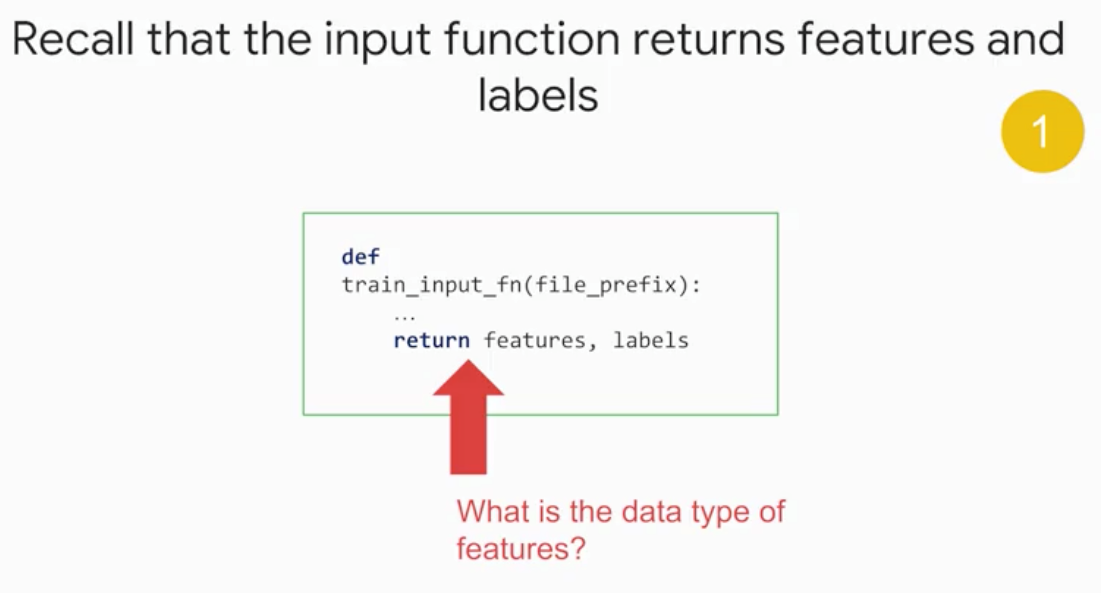 Recall that the input function returns features and
labels
1
def
train_input_fn(file_prefix):
...
return features, labels
What is the data type of
features?